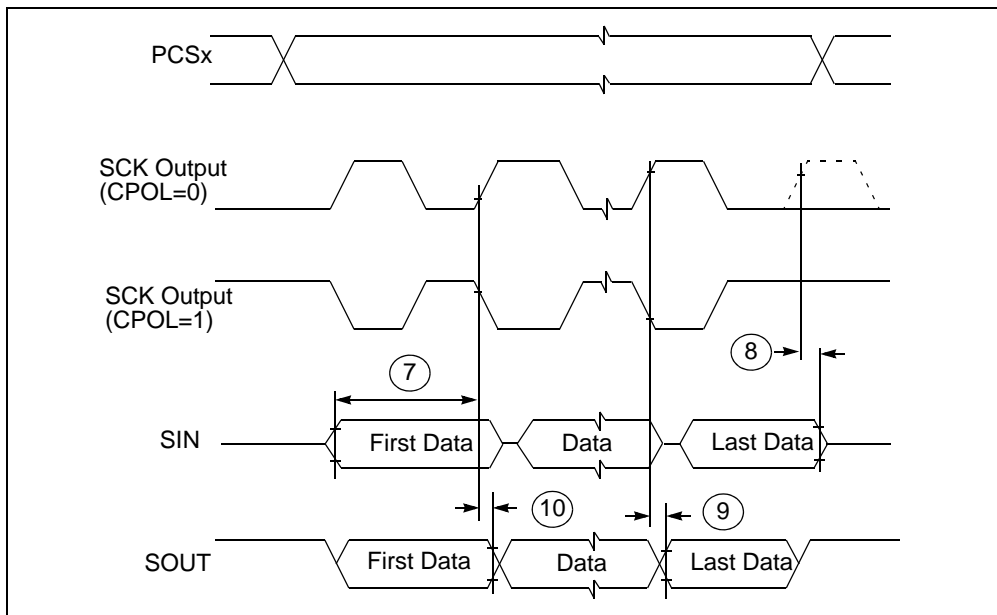 PCSx
SCK Output
(CPOL=0)
SCK Output
(CPOL=1)
8
7
SIN
First Data
Data
Last Data
10
9
SOUT
First Data
Data
Last Data